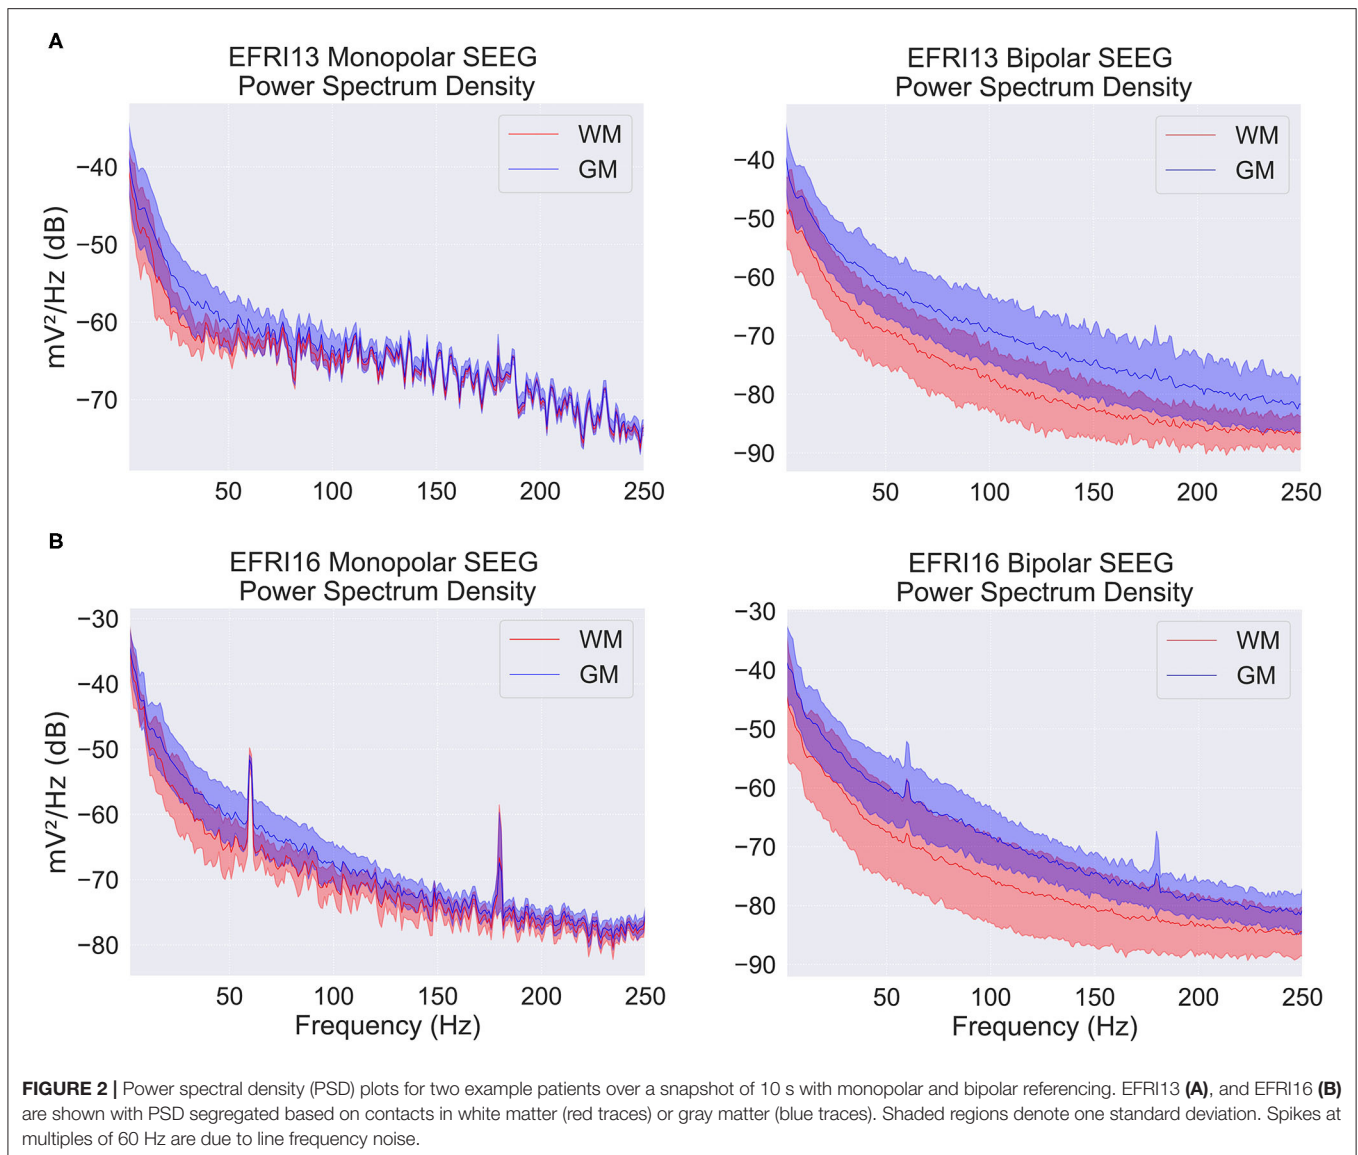 A
EFRI13 Monopolar SEEG
Power Spectrum Density
WM
GM
mV²/Hz (dB)
−40
−50
−60
−70
50
100
150
200
250
EFRI13 Bipolar SEEG
Power Spectrum Density
WM
GM
−40
−50
−60
−70
−80
−90
50
100
150
200
250
B
EFRI16 Monopolar SEEG
Power Spectrum Density
WM
GM
mV²/Hz (dB)
−30
−40
−50
−60
−70
−80
50
100
150
200
250
Frequency (Hz)
EFRI16 Bipolar SEEG
Power Spectrum Density
WM
GM
−30
−40
−50
−60
−70
−80
−90
50
100
150
200
250
Frequency (Hz)
FIGURE 2 | Power spectral density (PSD) plots for two example patients over a snapshot of 10 s with monopolar and bipolar referencing. EFRI13 (A), and EFRI16 (B)
are shown with PSD segregated based on contacts in white matter (red traces) or gray matter (blue traces). Shaded regions denote one standard deviation. Spikes at
multiples of 60 Hz are due to line frequency noise.